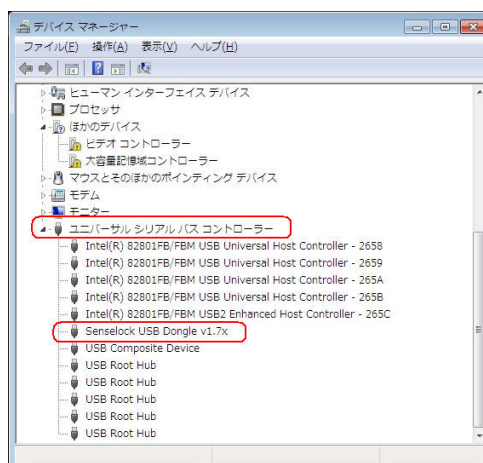 デバイス マネージャー
ファイル(F) 操作(A) 表示(V) ヘルプ(H)
ヒューマン インターフェイス デバイス
プロセッサ
ほかのデバイス
ビデオ コントローラー
大容量記憶域コントローラー
マウスとそのほかのポインティング デバイス
モデム
モニター
ユニバーサル シリアル バス コントローラー
Intel(R) 82801FB/FBM USB Universal Host Controller - 2658
Intel(R) 82801FB/FBM USB Universal Host Controller - 2659
Intel(R) 82801FB/FBM USB Universal Host Controller - 265A
Intel(R) 82801FB/FBM USB Universal Host Controller - 265B
Intel(R) 82801FB/FBM USB2 Enhanced Host Controller - 265C
Senselock USB Dongle v1.7x
USB Composite Device
USB Root Hub
USB Root Hub
USB Root Hub
USB Root Hub
USB Root Hub